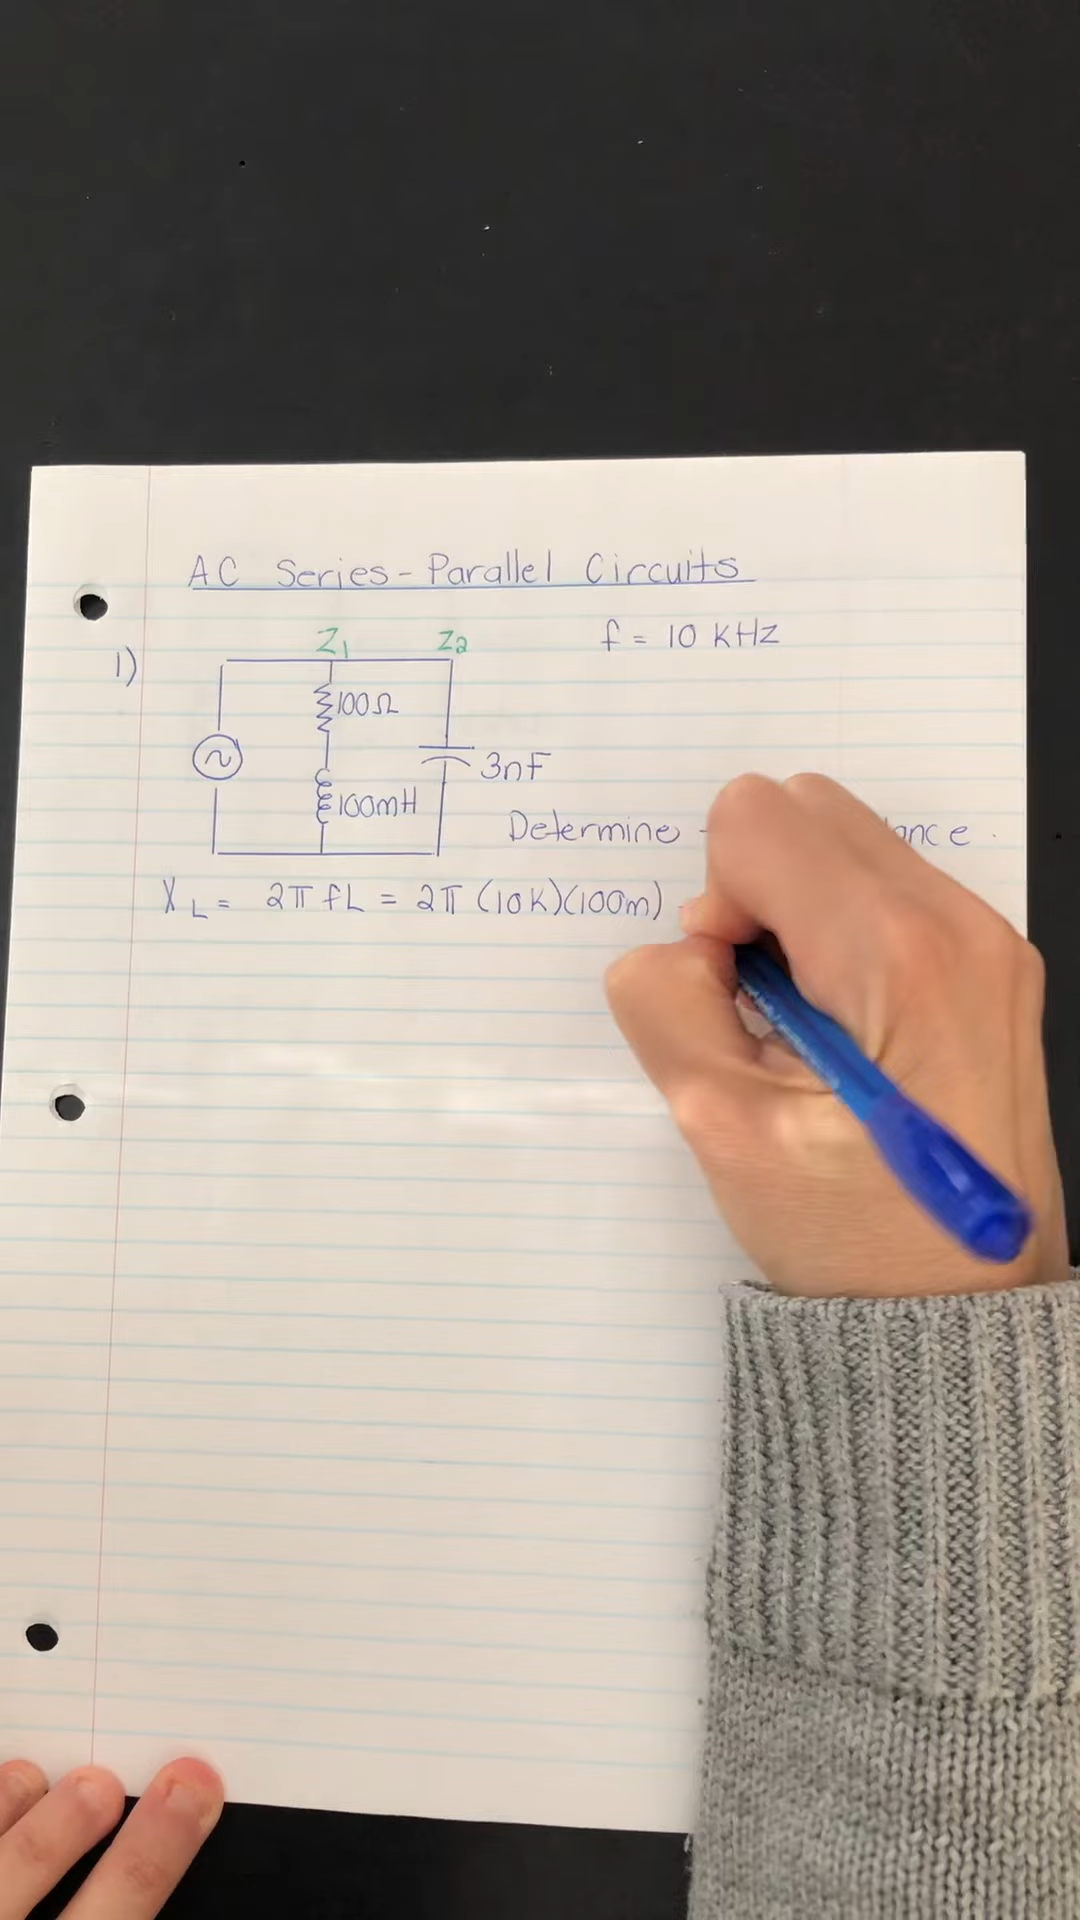 AC Series-Parallel Circuits
1)
Z1 Z2
f = 10 KHz
100Ω
3nF
100mH
Determine
XL = 2π fL = 2π (10K)(100m)